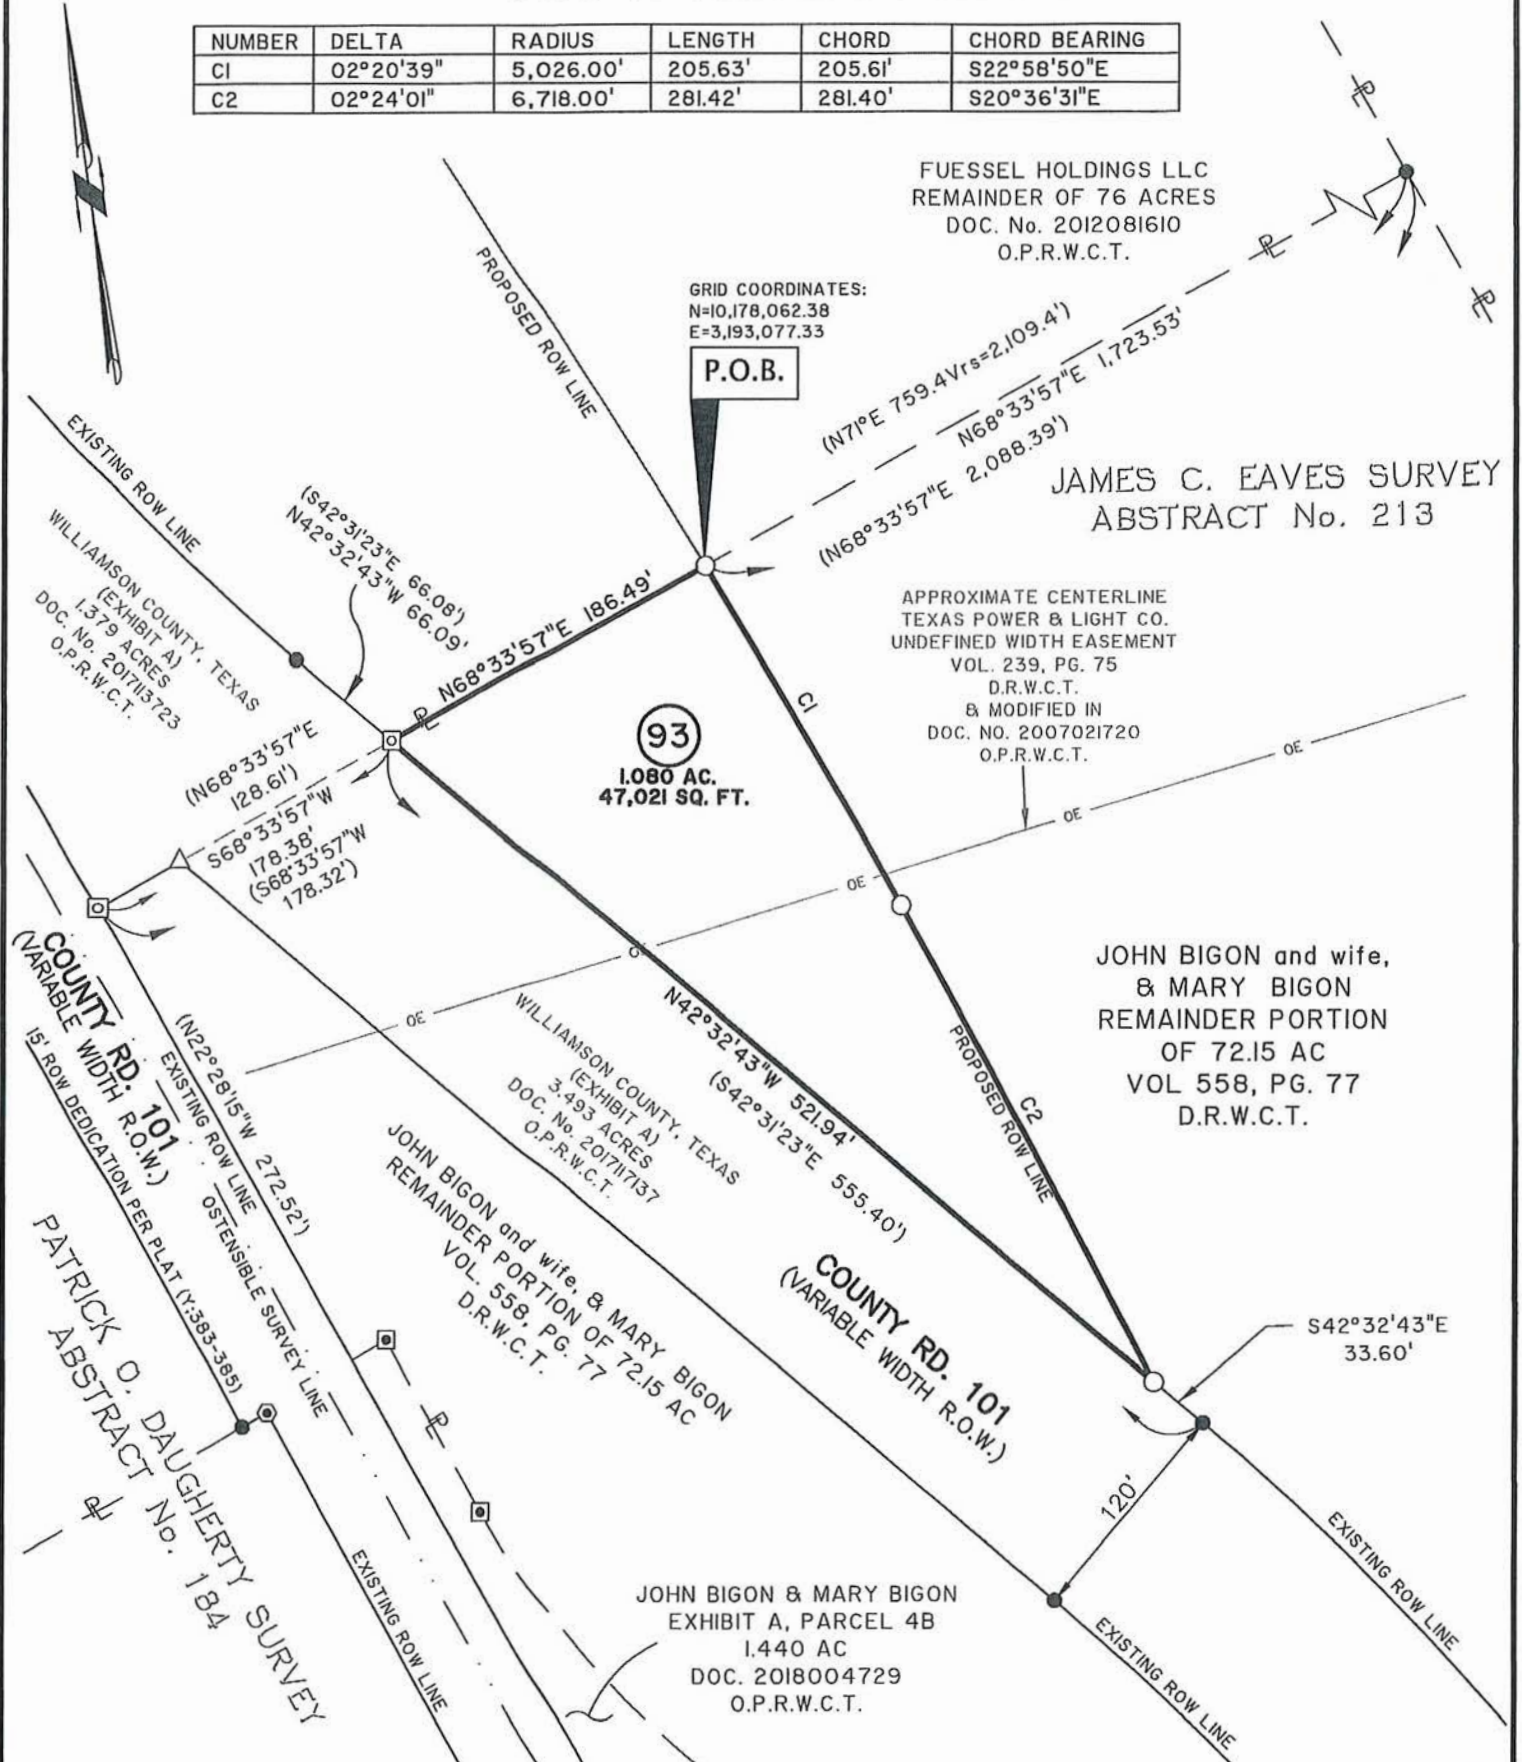 NUMBER DELTA RADIUS LENGTH CHORD CHORD BEARING
C1 02°20'39" 5,026.00' 205.63' 205.61' S22°58'50"E
C2 02°24'01" 6,718.00' 281.42' 281.40' S20°36'31"E
FUESSEL HOLDINGS LLC
REMAINDER OF 76 ACRES
DOC. No. 2012081610
O.P.R.W.C.T.
PROPOSED ROW LINE
GRID COORDINATES:
N=10,178,062.38
E=3,193,077.33
P.O.B.
(N71°E 759.4Vrs=2,109.4')
N68°33'57"E 1,723.53'
(N68°33'57"E 2,088.39')
JAMES C. EAVES SURVEY
ABSTRACT No. 213
EXISTING ROW LINE
(S42°31'23"E 66.08')
N42°32'43"W 66.09'
WILLIAMSON COUNTY, TEXAS
(EXHIBIT A)
1.379 ACRES
DOC. No. 2017113723
O.P.R.W.C.T.
N68°33'57"E 186.49'
APPROXIMATE CENTERLINE
TEXAS POWER & LIGHT CO.
UNDEFINED WIDTH EASEMENT
VOL. 239, PG. 75
D.R.W.C.T.
& MODIFIED IN
DOC. NO. 2007021720
O.P.R.W.C.T.
C1
93
1.080 AC.
47,021 SQ. FT.
(N68°33'57"E
128.61')
S68°33'57"W
178.38'
(S68°33'57"W
178.32')
OE
OE
OE
OE
COUNTY RD. 101
(VARIABLE WIDTH R.O.W.)
15' ROW DEDICATION PER PLAT (Y:383-385)
(N22°28'15"W 272.52')
EXISTING ROW LINE
OSTENSIBLE SURVEY LINE
WILLIAMSON COUNTY, TEXAS
(EXHIBIT A)
3.493 ACRES
DOC. No. 2017117137
O.P.R.W.C.T.
N42°32'43"W 521.94'
(S42°31'23"E 555.40')
PROPOSED ROW LINE
C2
JOHN BIGON and wife,
& MARY BIGON
REMAINDER PORTION
OF 72.15 AC
VOL 558, PG. 77
D.R.W.C.T.
JOHN BIGON and wife, & MARY BIGON
REMAINDER PORTION OF 72.15 AC
VOL. 558, PG. 77
D.R.W.C.T.
COUNTY RD. 101
(VARIABLE WIDTH R.O.W.)
S42°32'43"E
33.60'
PATRICK O. DAUGHERTY SURVEY
ABSTRACT No. 184
120'
EXISTING ROW LINE
EXISTING ROW LINE
EXISTING ROW LINE
JOHN BIGON & MARY BIGON
EXHIBIT A, PARCEL 4B
1.440 AC
DOC. 2018004729
O.P.R.W.C.T.